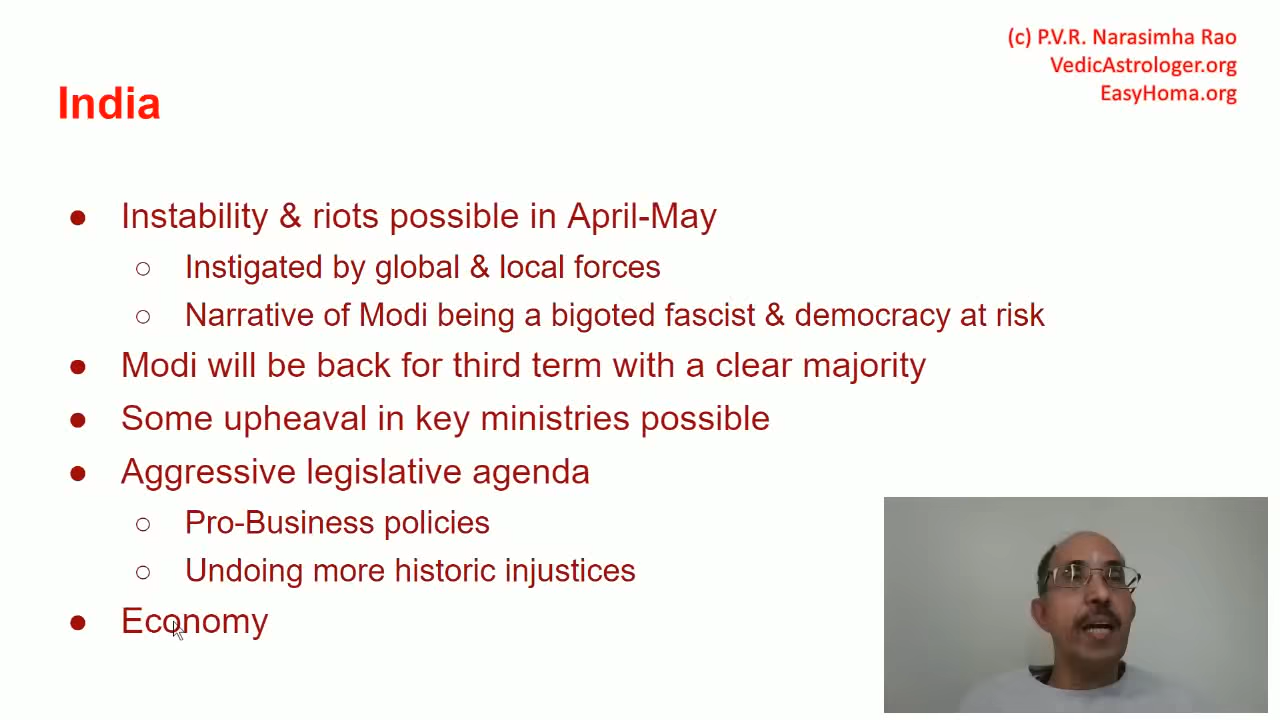 (c) P.V.R. Narasimha Rao
VedicAstrologer.org
EasyHoma.org
India
● Instability & riots possible in April-May
○ Instigated by global & local forces
○ Narrative of Modi being a bigoted fascist & democracy at risk
● Modi will be back for third term with a clear majority
● Some upheaval in key ministries possible
● Aggressive legislative agenda
○ Pro-Business policies
○ Undoing more historic injustices
● Economy